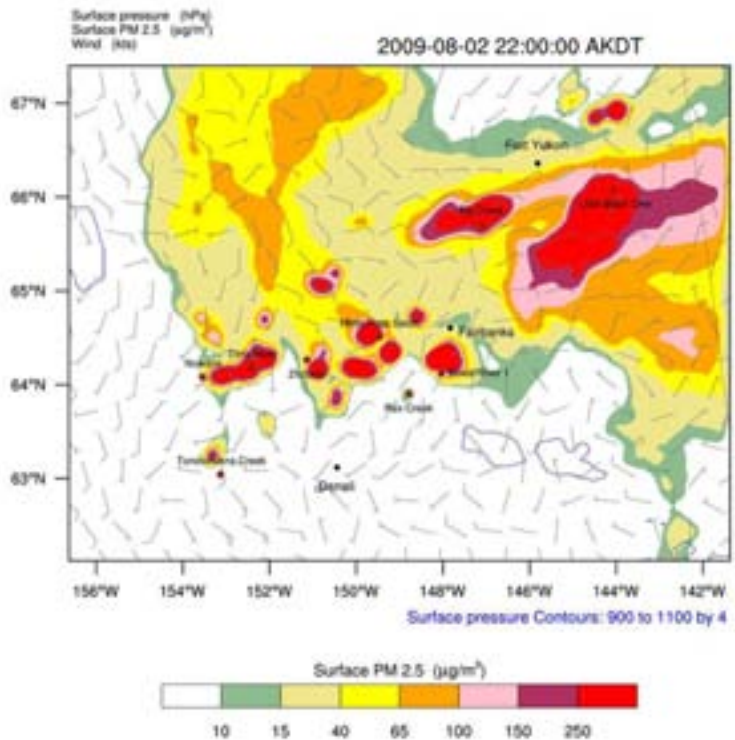 Surface pressure (hPa)
Surface PM 2.5 (μg/m³)
Wind (kts)
2009-08-02 22:00:00 AKDT
67°N
Fort Yukon
66°N
65°N
Fairbanks
64°N
63°N
Denali
156°W 154°W 152°W 150°W 148°W 146°W 144°W 142°W
Surface pressure Contours: 900 to 1100 by 4
Surface PM 2.5 (μg/m³)
10 15 40 65 100 150 250